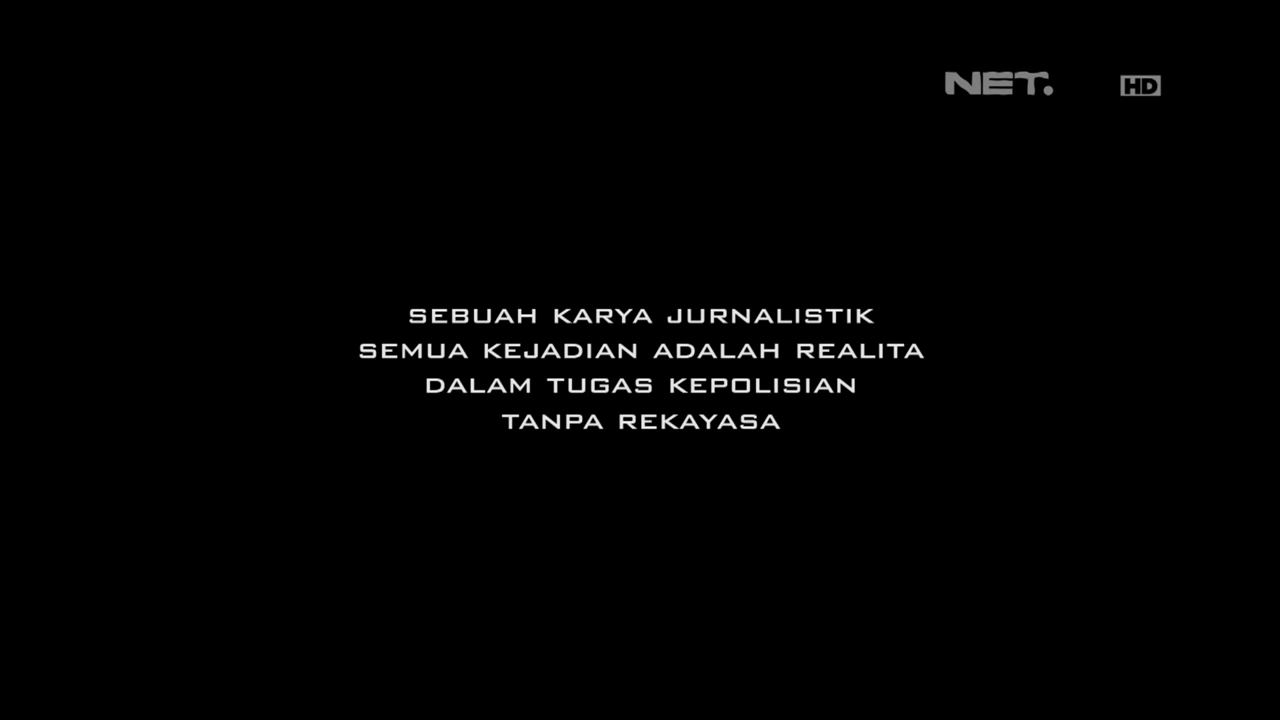 NET. HD
SEBUAH KARYA JURNALISTIK
SEMUA KEJADIAN ADALAH REALITA
DALAM TUGAS KEPOLISIAN
TANPA REKAYASA